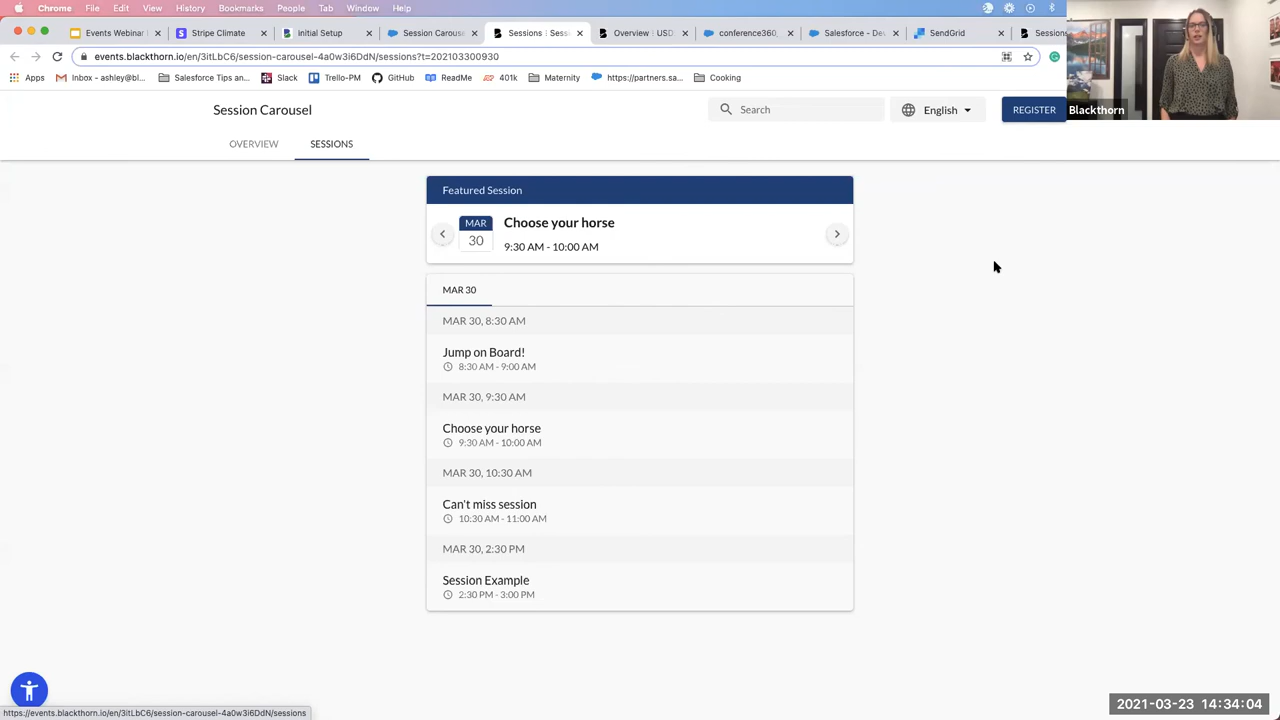 Chrome File Edit View History Bookmarks People Tab Window Help
Events Webinar
Stripe Climate
Initial Setup
Session Carou
Sessions | Sess
Overview | USD
conference36
Salesforce - De
SendGrid
Sessions
events.blackthorn.io/en/3itLbC6/session-carousel-4a0w3i6DdN/sessions?t=202103300930
Apps
Inbox - ashley@bl...
Salesforce Tips an...
Slack
Trello-PM
GitHub
ReadMe
401k
Maternity
https://partners.sa...
Cooking
Session Carousel
Search
English
REGISTER
Blackthorn
OVERVIEW
SESSIONS
Featured Session
MAR
30
Choose your horse
9:30 AM - 10:00 AM
MAR 30
MAR 30, 8:30 AM
Jump on Board!
8:30 AM - 9:00 AM
MAR 30, 9:30 AM
Choose your horse
9:30 AM - 10:00 AM
MAR 30, 10:30 AM
Can't miss session
10:30 AM - 11:00 AM
MAR 30, 2:30 PM
Session Example
2:30 PM - 3:00 PM
https://events.blackthorn.io/en/3itLbC6/session-carousel-4a0w3i6DdN/sessions
2021-03-23 14:34:04